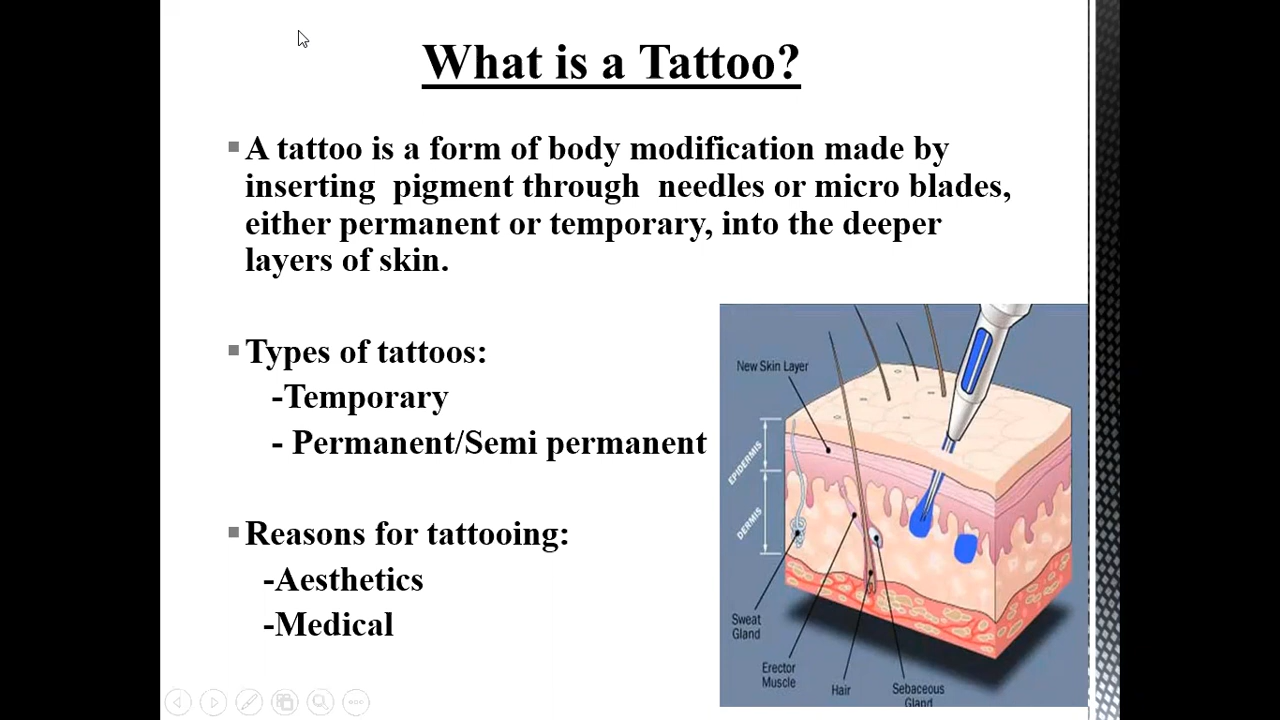 What is a Tattoo?
▪A tattoo is a form of body modification made by
inserting  pigment through  needles or micro blades,
either permanent or temporary, into the deeper
layers of skin.
▪Types of tattoos:
-Temporary
- Permanent/Semi permanent
▪Reasons for tattooing:
-Aesthetics
-Medical
New Skin Layer
EPIDERMIS
DERMIS
Sweat
Gland
Erector
Muscle
Hair
Sebaceous
Gland